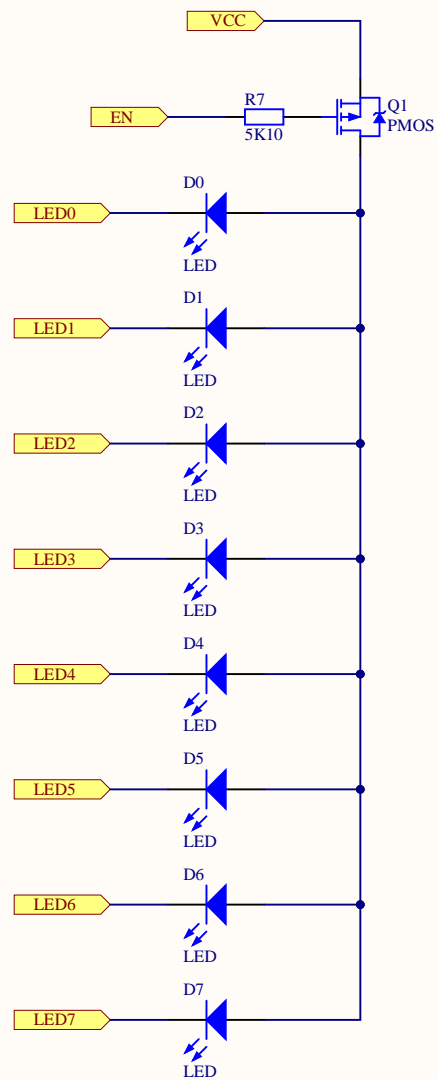 VCC
R7
Q1
EN
5K10
PMOS
D0
LED0
LED
D1
LED1
LED
D2
LED2
LED
D3
LED3
LED
D4
LED4
LED
D5
LED5
LED
D6
LED6
LED
D7
LED7
LED